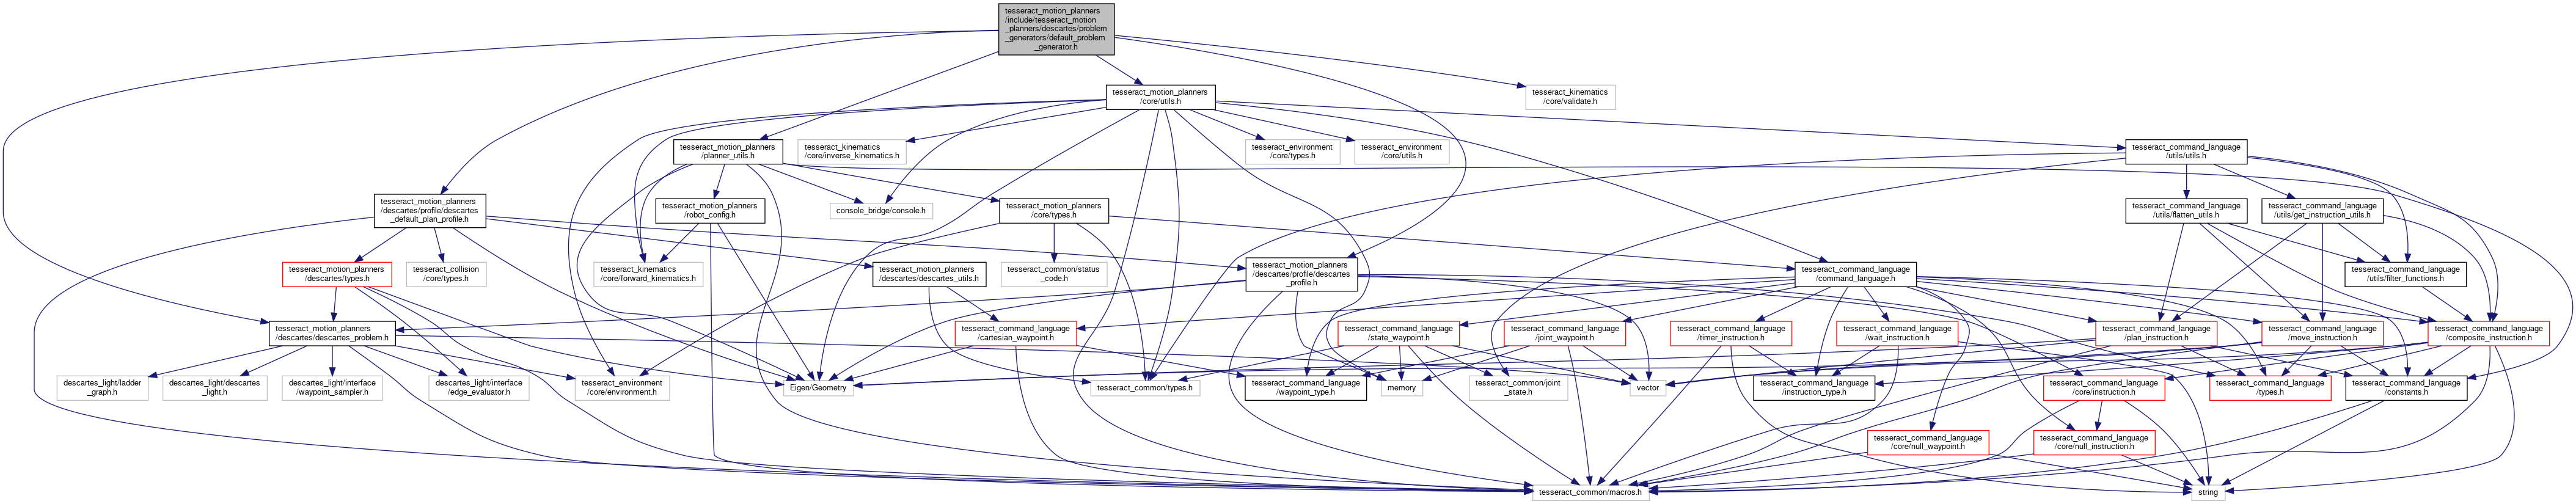 tesseract_motion_planners
/include/tesseract_motion
_planners/descartes/problem
_generators/default_problem
_generator.h
tesseract_motion_planners
/core/utils.h
tesseract_kinematics
/core/validate.h
tesseract_motion_planners
/planner_utils.h
tesseract_kinematics
/core/inverse_kinematics.h
tesseract_environment
/core/types.h
tesseract_environment
/core/utils.h
tesseract_command_language
/utils/utils.h
tesseract_motion_planners
/descartes/profile/descartes
_default_plan_profile.h
tesseract_motion_planners
/robot_config.h
console_bridge/console.h
tesseract_motion_planners
/core/types.h
tesseract_command_language
/utils/flatten_utils.h
tesseract_command_language
/utils/get_instruction_utils.h
tesseract_motion_planners
/descartes/types.h
tesseract_collision
/core/types.h
tesseract_kinematics
/core/forward_kinematics.h
tesseract_motion_planners
/descartes/descartes_utils.h
tesseract_common/status
_code.h
tesseract_motion_planners
/descartes/profile/descartes
_profile.h
tesseract_command_language
/command_language.h
tesseract_command_language
/utils/filter_functions.h
tesseract_motion_planners
/descartes/descartes_problem.h
tesseract_command_language
/cartesian_waypoint.h
tesseract_command_language
/state_waypoint.h
tesseract_command_language
/joint_waypoint.h
tesseract_command_language
/timer_instruction.h
tesseract_command_language
/wait_instruction.h
tesseract_command_language
/plan_instruction.h
tesseract_command_language
/move_instruction.h
tesseract_command_language
/composite_instruction.h
descartes_light/ladder
_graph.h
descartes_light/descartes
_light.h
descartes_light/interface
/waypoint_sampler.h
descartes_light/interface
/edge_evaluator.h
tesseract_environment
/core/environment.h
Eigen/Geometry
tesseract_common/types.h
tesseract_command_language
/waypoint_type.h
memory
tesseract_common/joint
_state.h
vector
tesseract_command_language
/instruction_type.h
tesseract_command_language
/core/instruction.h
tesseract_command_language
/types.h
tesseract_command_language
/constants.h
tesseract_command_language
/core/null_waypoint.h
tesseract_command_language
/core/null_instruction.h
tesseract_common/macros.h
string